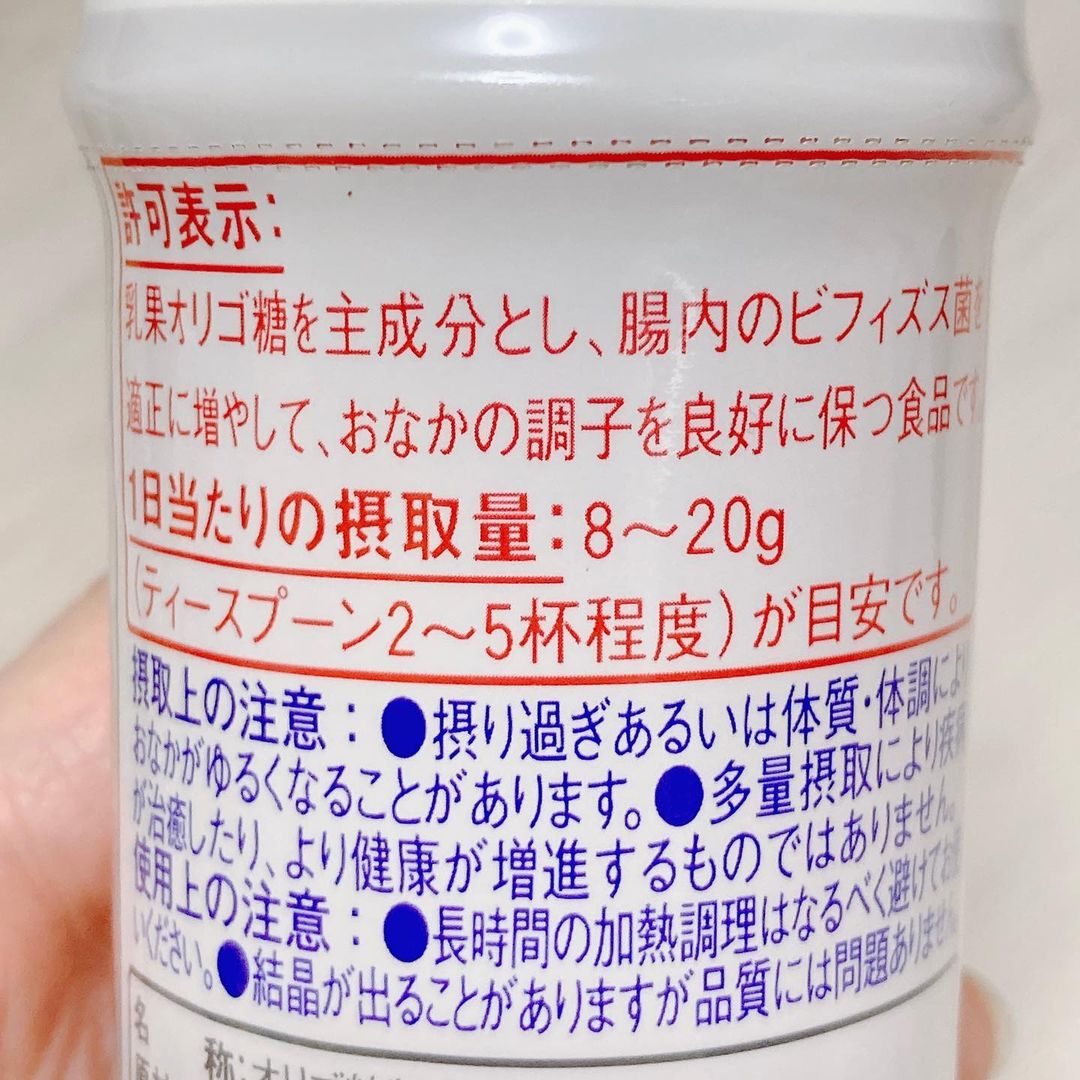 許可表示:
乳果オリゴ糖を主成分とし、腸内のビフィズス菌を
適正に増やして、おなかの調子を良好に保つ食品です
1日当たりの摂取量:8～20g
(ティースプーン2～5杯程度)が目安です。
摂取上の注意:●摂り過ぎあるいは体質・体調により
おなかがゆるくなることがあります。●多量摂取により疾病
が治癒したり、より健康が増進するものではありません。
使用上の注意:●長時間の加熱調理はなるべく避けてお
いください。●結晶が出ることがありますが品質には問題ありませ
名 称:オリゴ糖